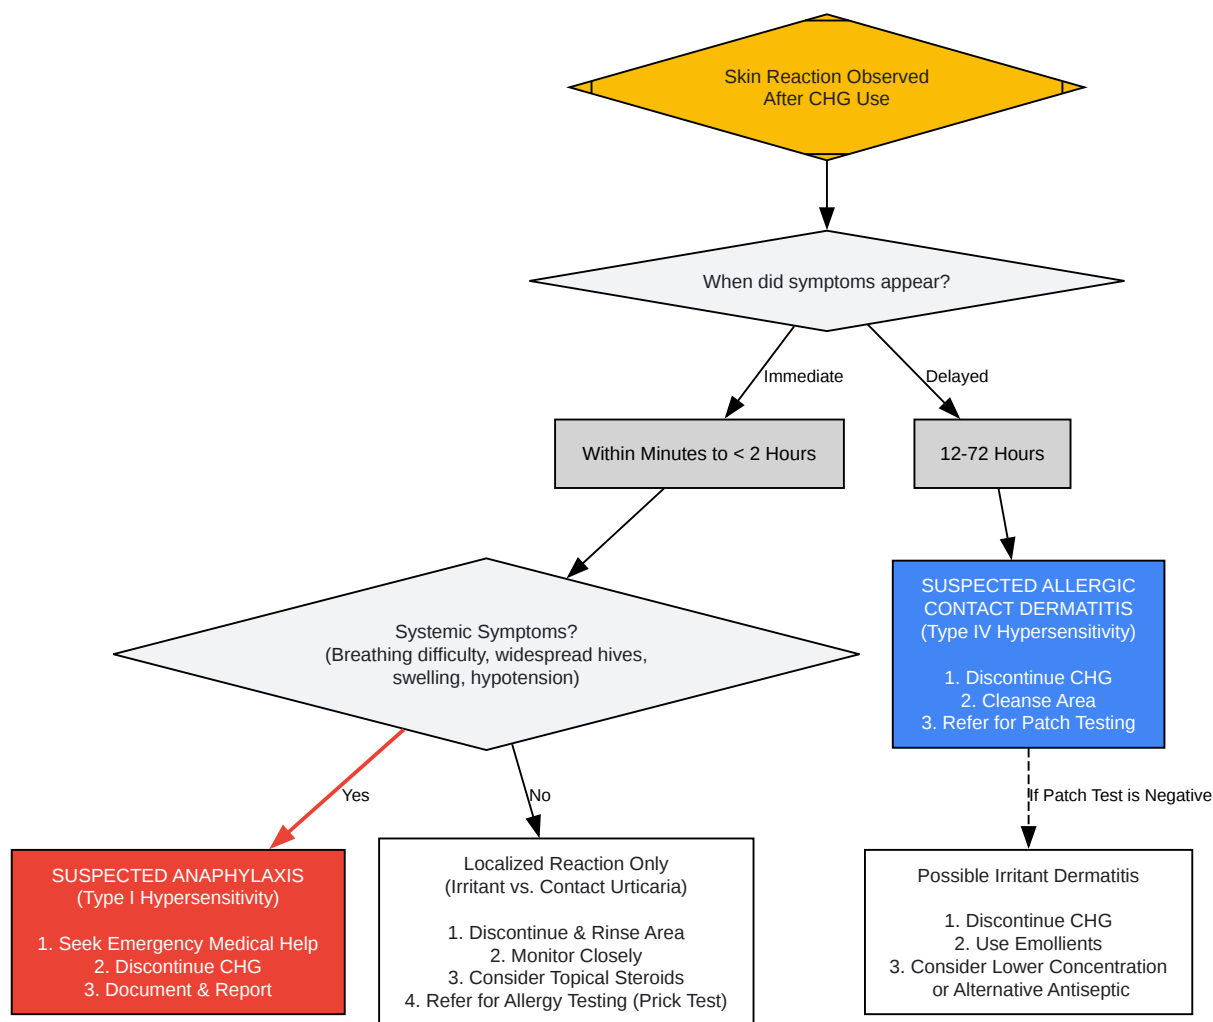 Skin Reaction Observed
After CHG Use
When did symptoms appear?
Immediate
Delayed
Within Minutes to < 2 Hours
12-72 Hours
Systemic Symptoms?
(Breathing difficulty, widespread hives,
swelling, hypotension)
SUSPECTED ALLERGIC
CONTACT DERMATITIS
(Type IV Hypersensitivity)
1. Discontinue CHG
2. Cleanse Area
3. Refer for Patch Testing
Yes
No
If Patch Test is Negative
SUSPECTED ANAPHYLAXIS
(Type I Hypersensitivity)
1. Seek Emergency Medical Help
2. Discontinue CHG
3. Document & Report
Localized Reaction Only
(Irritant vs. Contact Urticaria)
1. Discontinue & Rinse Area
2. Monitor Closely
3. Consider Topical Steroids
4. Refer for Allergy Testing (Prick Test)
Possible Irritant Dermatitis
1. Discontinue CHG
2. Use Emollients
3. Consider Lower Concentration
or Alternative Antiseptic